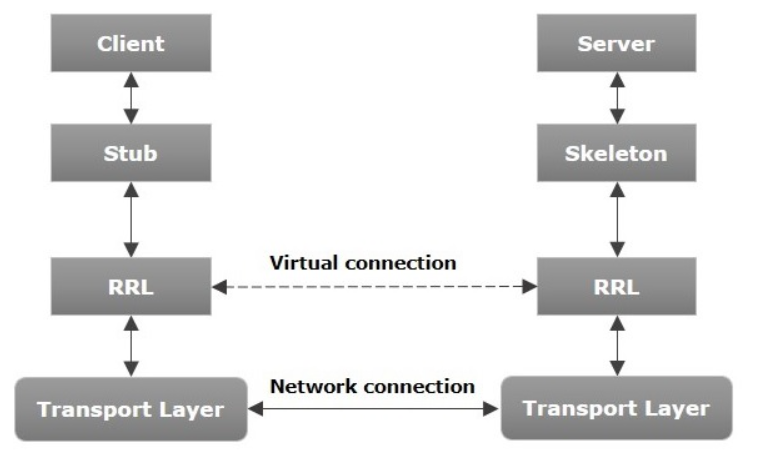 Client
Server
Stub
Skeleton
Virtual connection
RRL
RRL
Network connection
Transport Layer
Transport Layer